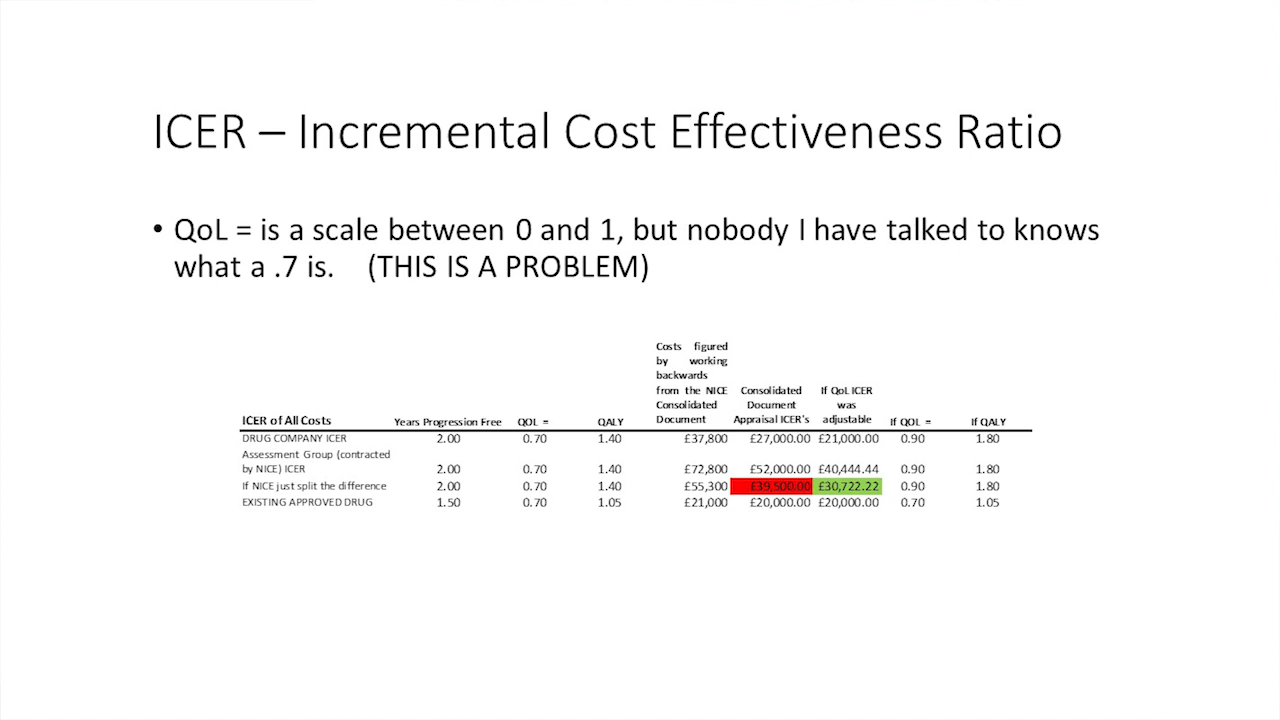 ICER – Incremental Cost Effectiveness Ratio
• QoL = is a scale between 0 and 1, but nobody I have talked to knows
what a .7 is. (THIS IS A PROBLEM)
Costs figured
by working
backwards
from the NICE Consolidated If QoL ICER
Consolidated Document was
ICER of All Costs Years Progression Free QOL = QALY Document Appraisal ICER's adjustable If QOL = If QALY
DRUG COMPANY ICER 2.00 0.70 1.40 £37,800 £27,000.00 £21,000.00 0.90 1.80
Assessment Group (contracted
by NICE) ICER 2.00 0.70 1.40 £72,800 £52,000.00 £40,444.44 0.90 1.80
If NICE just split the difference 2.00 0.70 1.40 £55,300 £39,500.00 £30,722.22 0.90 1.80
EXISTING APPROVED DRUG 1.50 0.70 1.05 £21,000 £20,000.00 £20,000.00 0.70 1.05